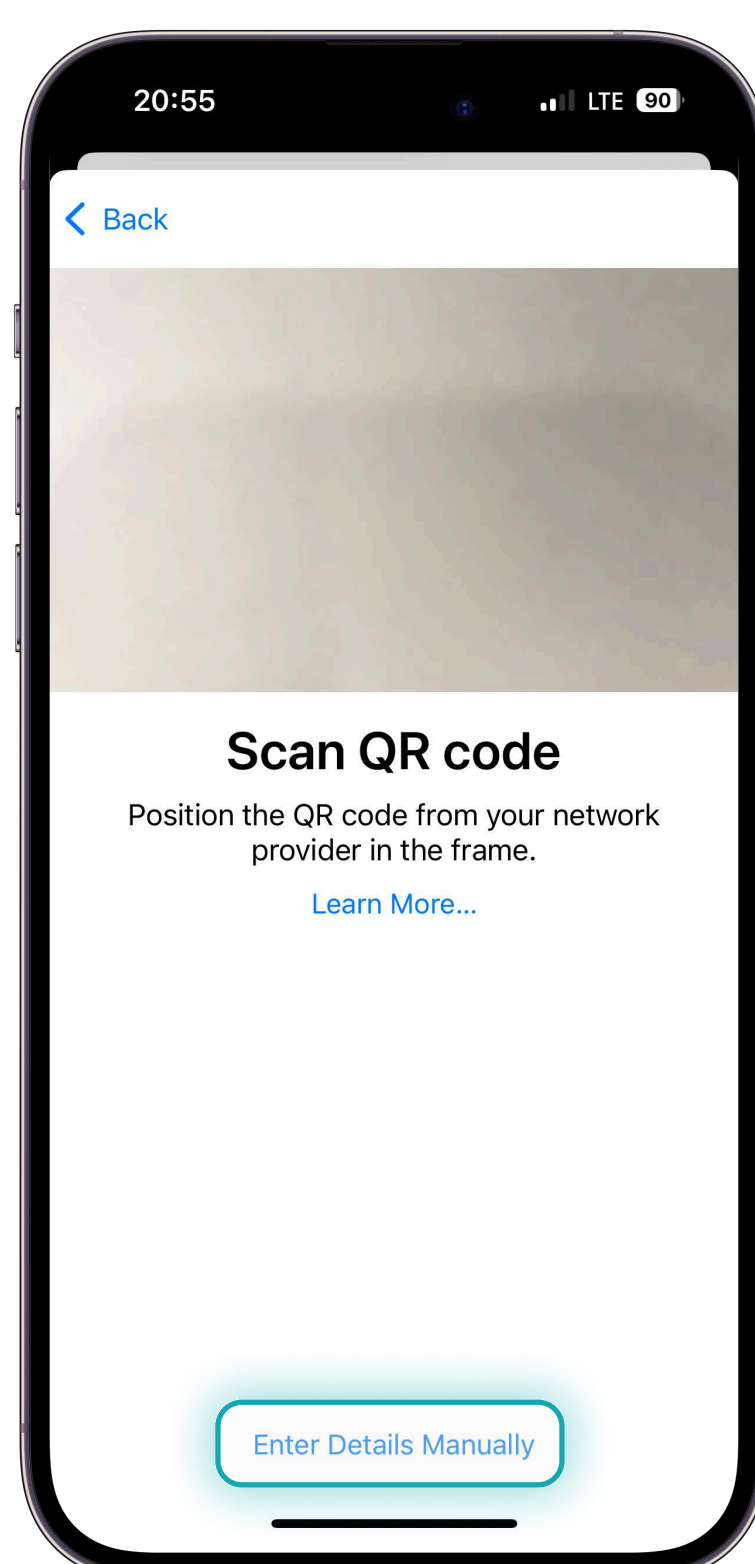 20:55
LTE 90
Back
Scan QR code
Position the QR code from your network
provider in the frame.
Learn More...
Enter Details Manually